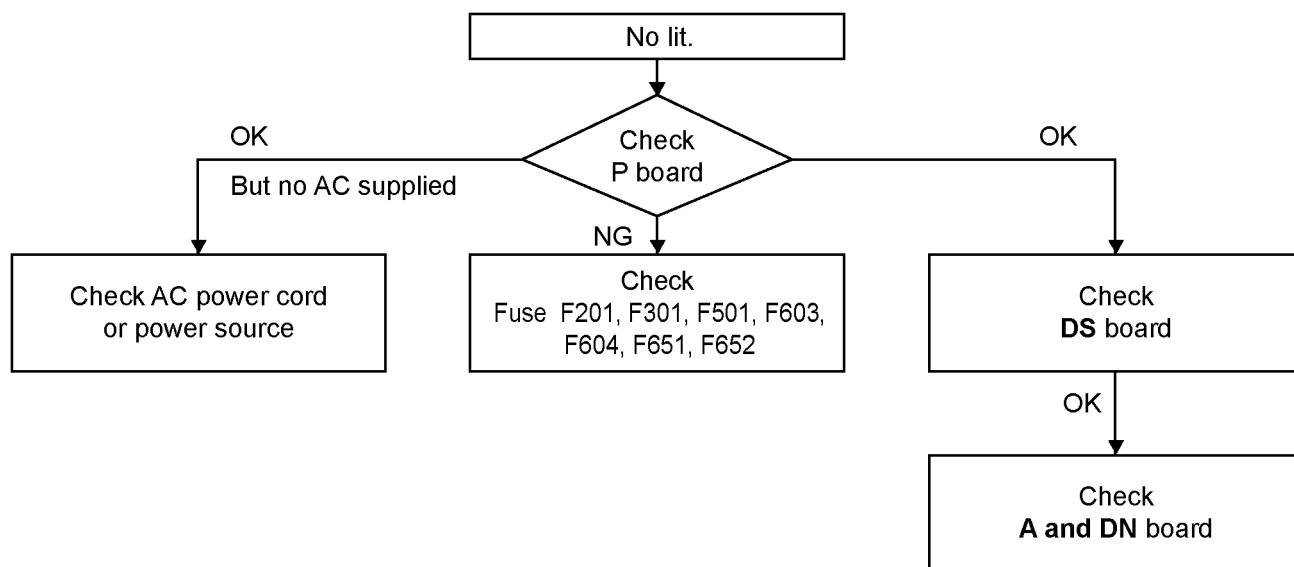 No lit.
Check
P board
OK
But no AC supplied
OK
NG
Check AC power cord
or power source
Check
Fuse F201, F301, F501, F603,
F604, F651, F652
Check
DS board
OK
Check
A and DN board